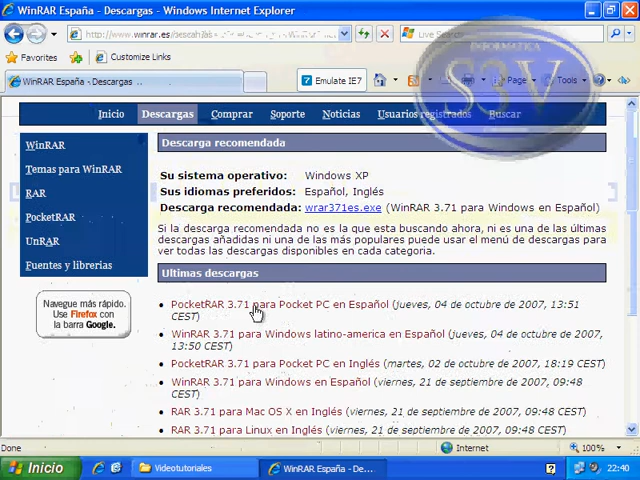 WinRAR España - Descargas - Windows Internet Explorer
http://www.winrar.es/descargas
Live Search
Favorites Customize Links
WinRAR España - Descargas
Emulate IE7 Page Tools
INFORMATIKA
SSV
Inicio Descargas Comprar Soporte Noticias Usuarios registrados Buscar
WinRAR
Temas para WinRAR
RAR
PocketRAR
UnRAR
Fuentes y librerias
Navegue más rápido.
Use Firefox con
la barra Google.
Descarga recomendada
Su sistema operativo: Windows XP
Sus idiomas preferidos: Español, Inglés
Descarga recomendada: wrar371es.exe (WinRAR 3.71 para Windows en Español)
Si la descarga recomendada no es la que esta buscando ahora, ni es una de las últimas
descargas añadidas ni una de las más populares puede usar el menú de descargas para
ver todas las descargas disponibles en cada categoria.
Ultimas descargas
PocketRAR 3.71 para Pocket PC en Español (jueves, 04 de octubre de 2007, 13:51
CEST)
WinRAR 3.71 para Windows latino-america en Español (jueves, 04 de octubre de 2007,
13:50 CEST)
PocketRAR 3.71 para Pocket PC en Inglés (martes, 02 de octubre de 2007, 18:19 CEST)
WinRAR 3.71 para Windows en Español (viernes, 21 de septiembre de 2007, 09:48
CEST)
RAR 3.71 para Mac OS X en Inglés (viernes, 21 de septiembre de 2007, 09:48 CEST)
RAR 3.71 para Linux en Inglés (viernes, 21 de septiembre de 2007, 09:48 CEST)
Done Internet 100%
Inicio Videotutoriales WinRAR España - De... 22:40